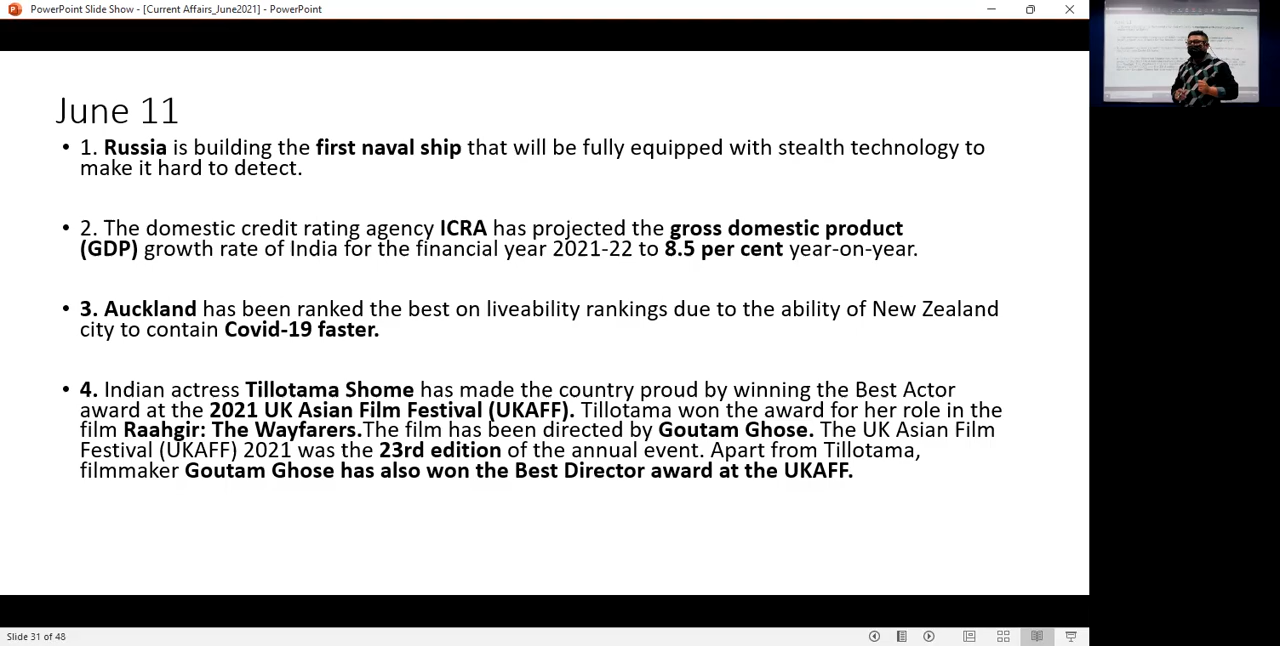 PowerPoint Slide Show - [Current Affairs_June2021] - PowerPoint
June 11
• 1. Russia is building the first naval ship that will be fully equipped with stealth technology to
make it hard to detect.
• 2. The domestic credit rating agency ICRA has projected the gross domestic product
(GDP) growth rate of India for the financial year 2021-22 to 8.5 per cent year-on-year.
• 3. Auckland has been ranked the best on liveability rankings due to the ability of New Zealand
city to contain Covid-19 faster.
• 4. Indian actress Tillotama Shome has made the country proud by winning the Best Actor
award at the 2021 UK Asian Film Festival (UKAFF). Tillotama won the award for her role in the
film Raahgir: The Wayfarers.The film has been directed by Goutam Ghose. The UK Asian Film
Festival (UKAFF) 2021 was the 23rd edition of the annual event. Apart from Tillotama,
filmmaker Goutam Ghose has also won the Best Director award at the UKAFF.
Slide 31 of 48